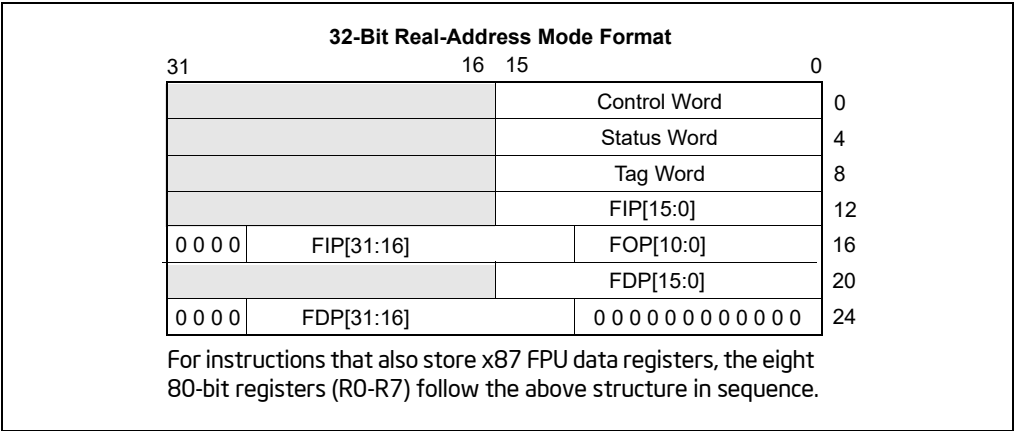 32-Bit Real-Address Mode Format
31 16 15 0
Control Word 0
Status Word 4
Tag Word 8
FIP[15:0] 12
0 0 0 0 FIP[31:16] FOP[10:0] 16
FDP[15:0] 20
0 0 0 0 FDP[31:16] 0 0 0 0 0 0 0 0 0 0 0 0 24
For instructions that also store x87 FPU data registers, the eight
80-bit registers (R0-R7) follow the above structure in sequence.